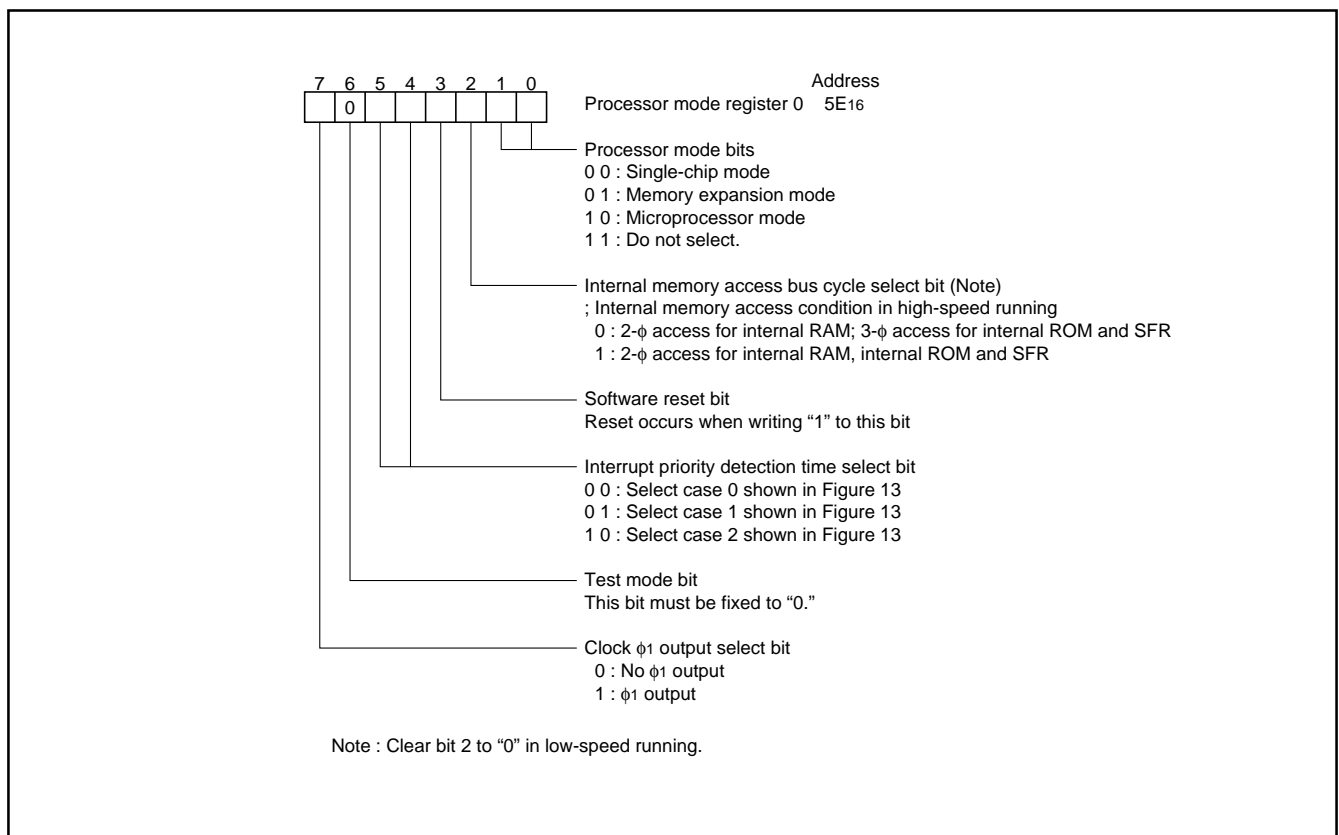 7 6 5 4 3 2 1 0
Address
0
Processor mode register 0 5E16
Processor mode bits
0 0 : Single-chip mode
0 1 : Memory expansion mode
1 0 : Microprocessor mode
1 1 : Do not select.
Internal memory access bus cycle select bit (Note)
; Internal memory access condition in high-speed running
0 : 2-ϕ access for internal RAM; 3-ϕ access for internal ROM and SFR
1 : 2-ϕ access for internal RAM, internal ROM and SFR
Software reset bit
Reset occurs when writing “1” to this bit
Interrupt priority detection time select bit
0 0 : Select case 0 shown in Figure 13
0 1 : Select case 1 shown in Figure 13
1 0 : Select case 2 shown in Figure 13
Test mode bit
This bit must be fixed to “0.”
Clock ϕ1 output select bit
0 : No ϕ1 output
1 : ϕ1 output
Note : Clear bit 2 to “0” in low-speed running.